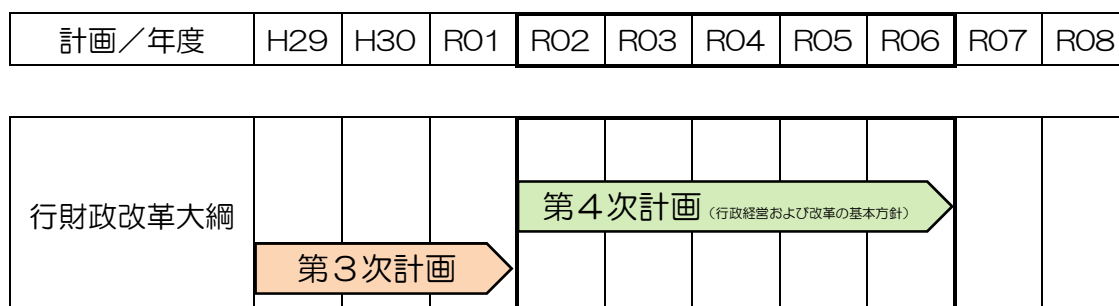 計画／年度 H29 H30 R01 R02 R03 R04 R05 R06 R07 R08
第４次計画（行政経営および改革の基本方針）
行財政改革大綱
第３次計画